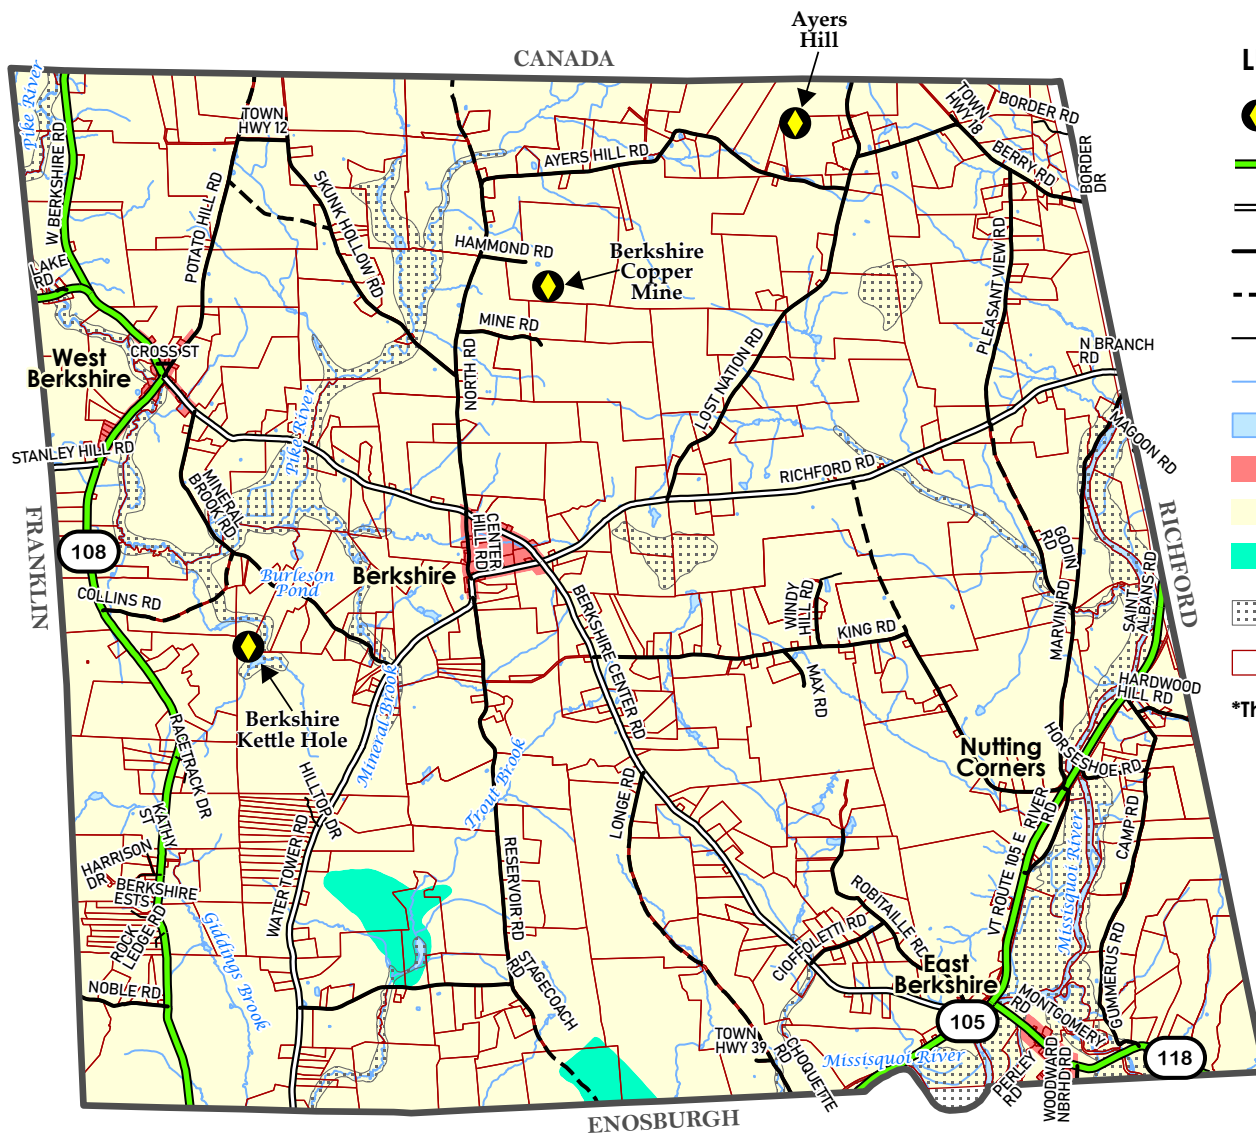 Ayers
Hill
CANADA
L
Pike River
W BERKSHIRE RD
TOWN
HWY 12
AYERS HILL RD
TOWN
HWY 18
BORDER RD
BERRY RD
BORDER
DR
POTATO HILL RD
SKUNK HOLLOW RD
HAMMOND RD
Berkshire
Copper
Mine
PLEASANT VIEW RD
LAKE
RD
MINE RD
NORTH RD
LOST NATION RD
N BRANCH
RD
CROSS ST
West
Berkshire
Pike River
STANLEY HILL RD
MINERAL
BROOK RD
RICHFORD RD
MAGOON RD
RICHFORD
FRANKLIN
108
CENTER
HILL RD
GODIN
RD
Burleson
Pond
Berkshire
COLLINS RD
BERKSHIRE CENTER RD
WINDY
HILL RD
KING RD
MAX RD
MARVIN RD
SAINT
ALBANS RD
HARDWOOD
HILL RD
*Th
Berkshire
Kettle Hole
Mineral Brook
RACETRACK DR
HILLTOP DR
Trout Brook
LONGE RD
Nutting
Corners
HORSESHOE RD
KATHY
ST
HARRISON
DR
BERKSHIRE
ESTS
ROCK
LEDGE RD
NOBLE RD
WATER TOWER RD
Giddings Brook
RESERVOIR RD
STAGECOACH
RD
ROBITAILLE RD
CIOFFOLETTI RD
VT ROUTE 105 E
RIVER
RD
CAMP RD
Missisquoi River
East
Berkshire
GUMMERUS RD
MONTGOMERY
RD
105
118
TOWN
HWY 39
CHOQUETTE
RD
Missisquoi River
PERLEY
RD
WOODWARD RD
NBRHD RD
ENOSBURGH